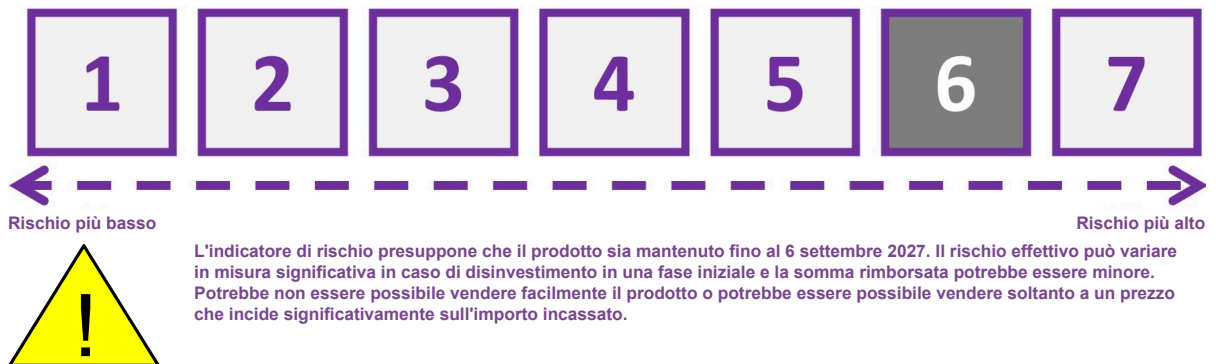 1 2 3 4 5 6 7
Rischio più basso Rischio più alto
L'indicatore di rischio presuppone che il prodotto sia mantenuto fino al 6 settembre 2027. Il rischio effettivo può variare
in misura significativa in caso di disinvestimento in una fase iniziale e la somma rimborsata potrebbe essere minore.
Potrebbe non essere possibile vendere facilmente il prodotto o potrebbe essere possibile vendere soltanto a un prezzo
che incide significativamente sull'importo incassato.
!